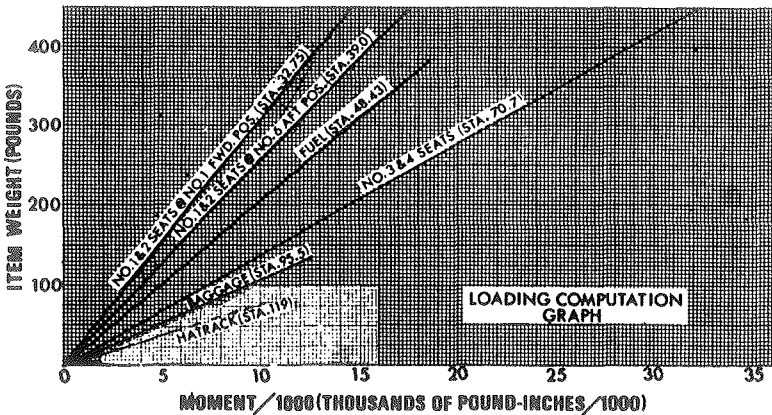 ITEM WEIGHT (POUNDS)
400
300
200
100
0
NO.1&2 SEATS @ NO.1 FWD. POS. (STA. 32.75)
NO.1&2 SEATS @ NO.6 AFT POS. (STA. 39.0)
FUEL (STA. 48.43)
NO.3 & 4 SEATS (STA. 70.7)
BAGGAGE (STA. 95.5)
HATRACK (STA. 119)
LOADING COMPUTATION
GRAPH
5
10
15
20
25
30
35
MOMENT/1000 (THOUSANDS OF POUND-INCHES/1000)